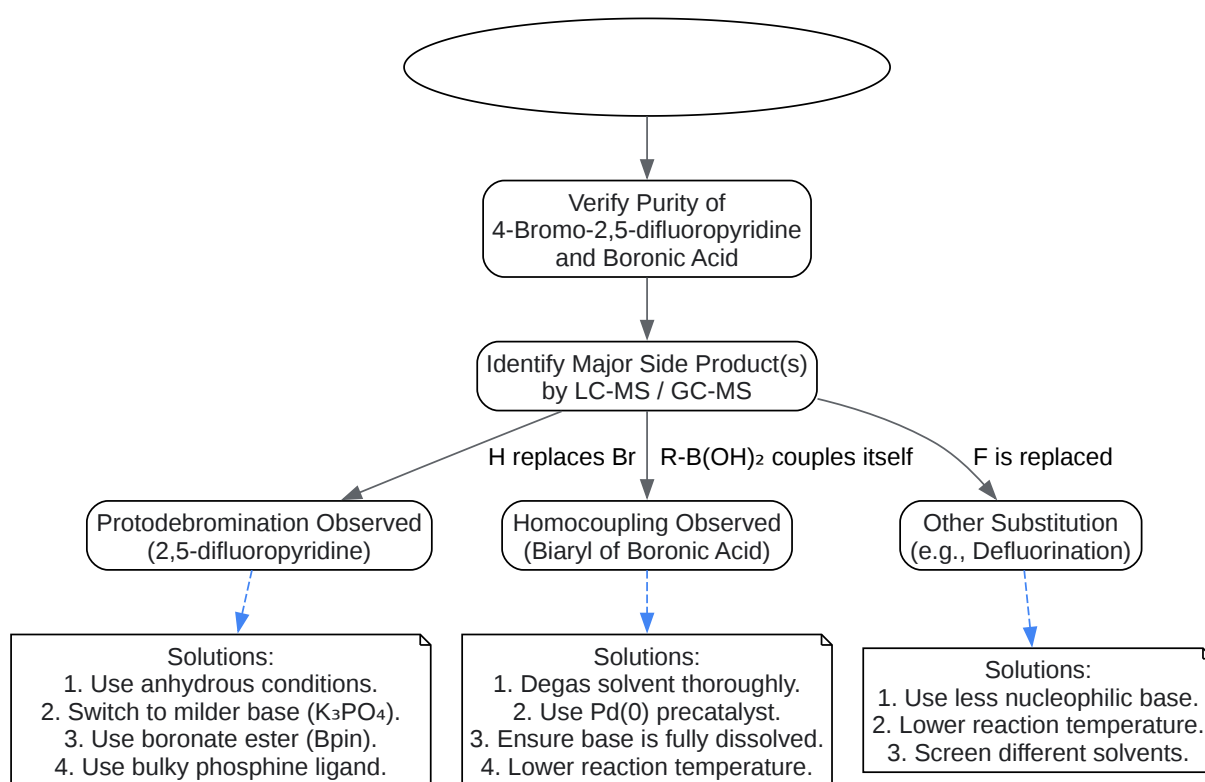 Verify Purity of
4-Bromo-2,5-difluoropyridine
and Boronic Acid
Identify Major Side Product(s)
by LC-MS / GC-MS
H replaces Br
R-B(OH)₂ couples itself
F is replaced
Protodebromination Observed
(2,5-difluoropyridine)
Homocoupling Observed
(Biaryl of Boronic Acid)
Other Substitution
(e.g., Defluorination)
Solutions:
1. Use anhydrous conditions.
2. Switch to milder base (K₃PO₄).
3. Use boronate ester (Bpin).
4. Use bulky phosphine ligand.
Solutions:
1. Degas solvent thoroughly.
2. Use Pd(0) precatalyst.
3. Ensure base is fully dissolved.
4. Lower reaction temperature.
Solutions:
1. Use less nucleophilic base.
2. Lower reaction temperature.
3. Screen different solvents.